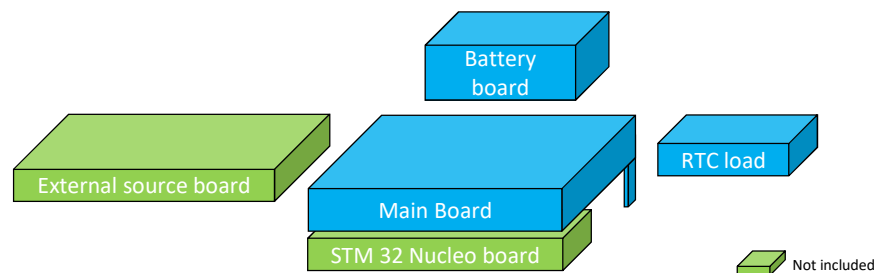 Battery
board
External source board
Main Board
RTC load
STM 32 Nucleo board
Not included